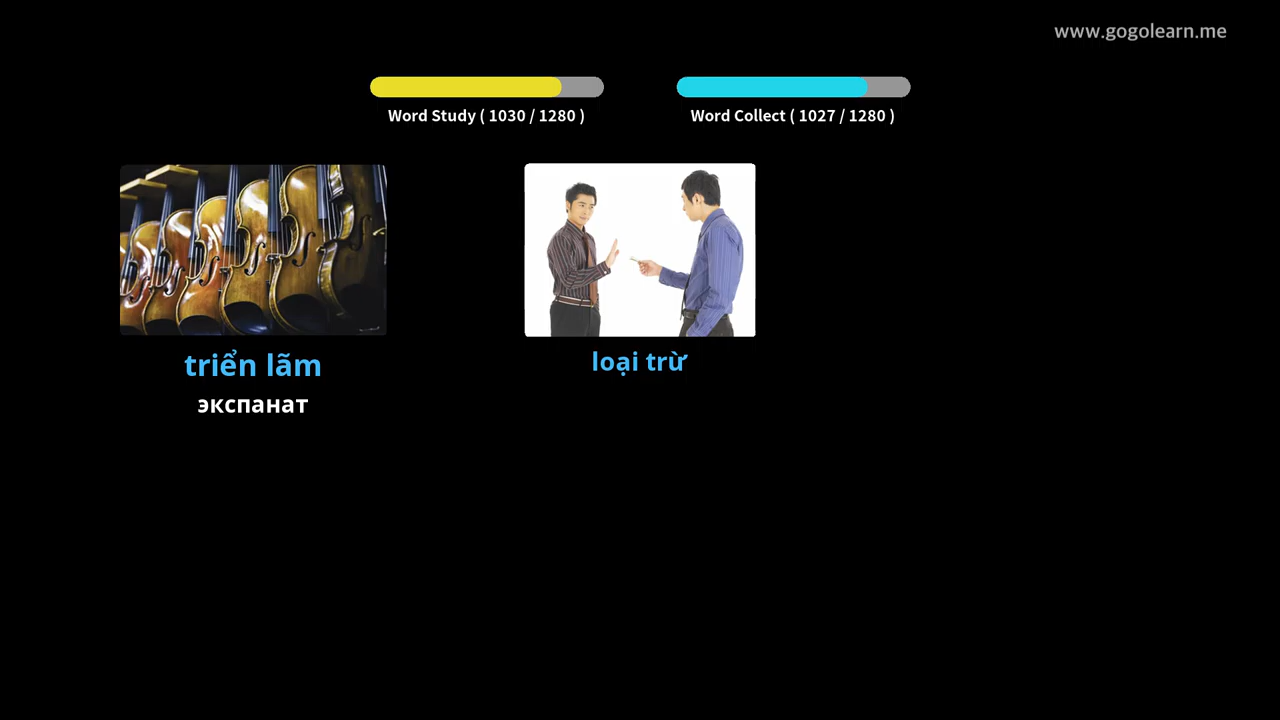 www.gogolearn.me
Word Study ( 1030 / 1280 )
Word Collect ( 1027 / 1280 )
triển lãm
экспанат
loại trừ